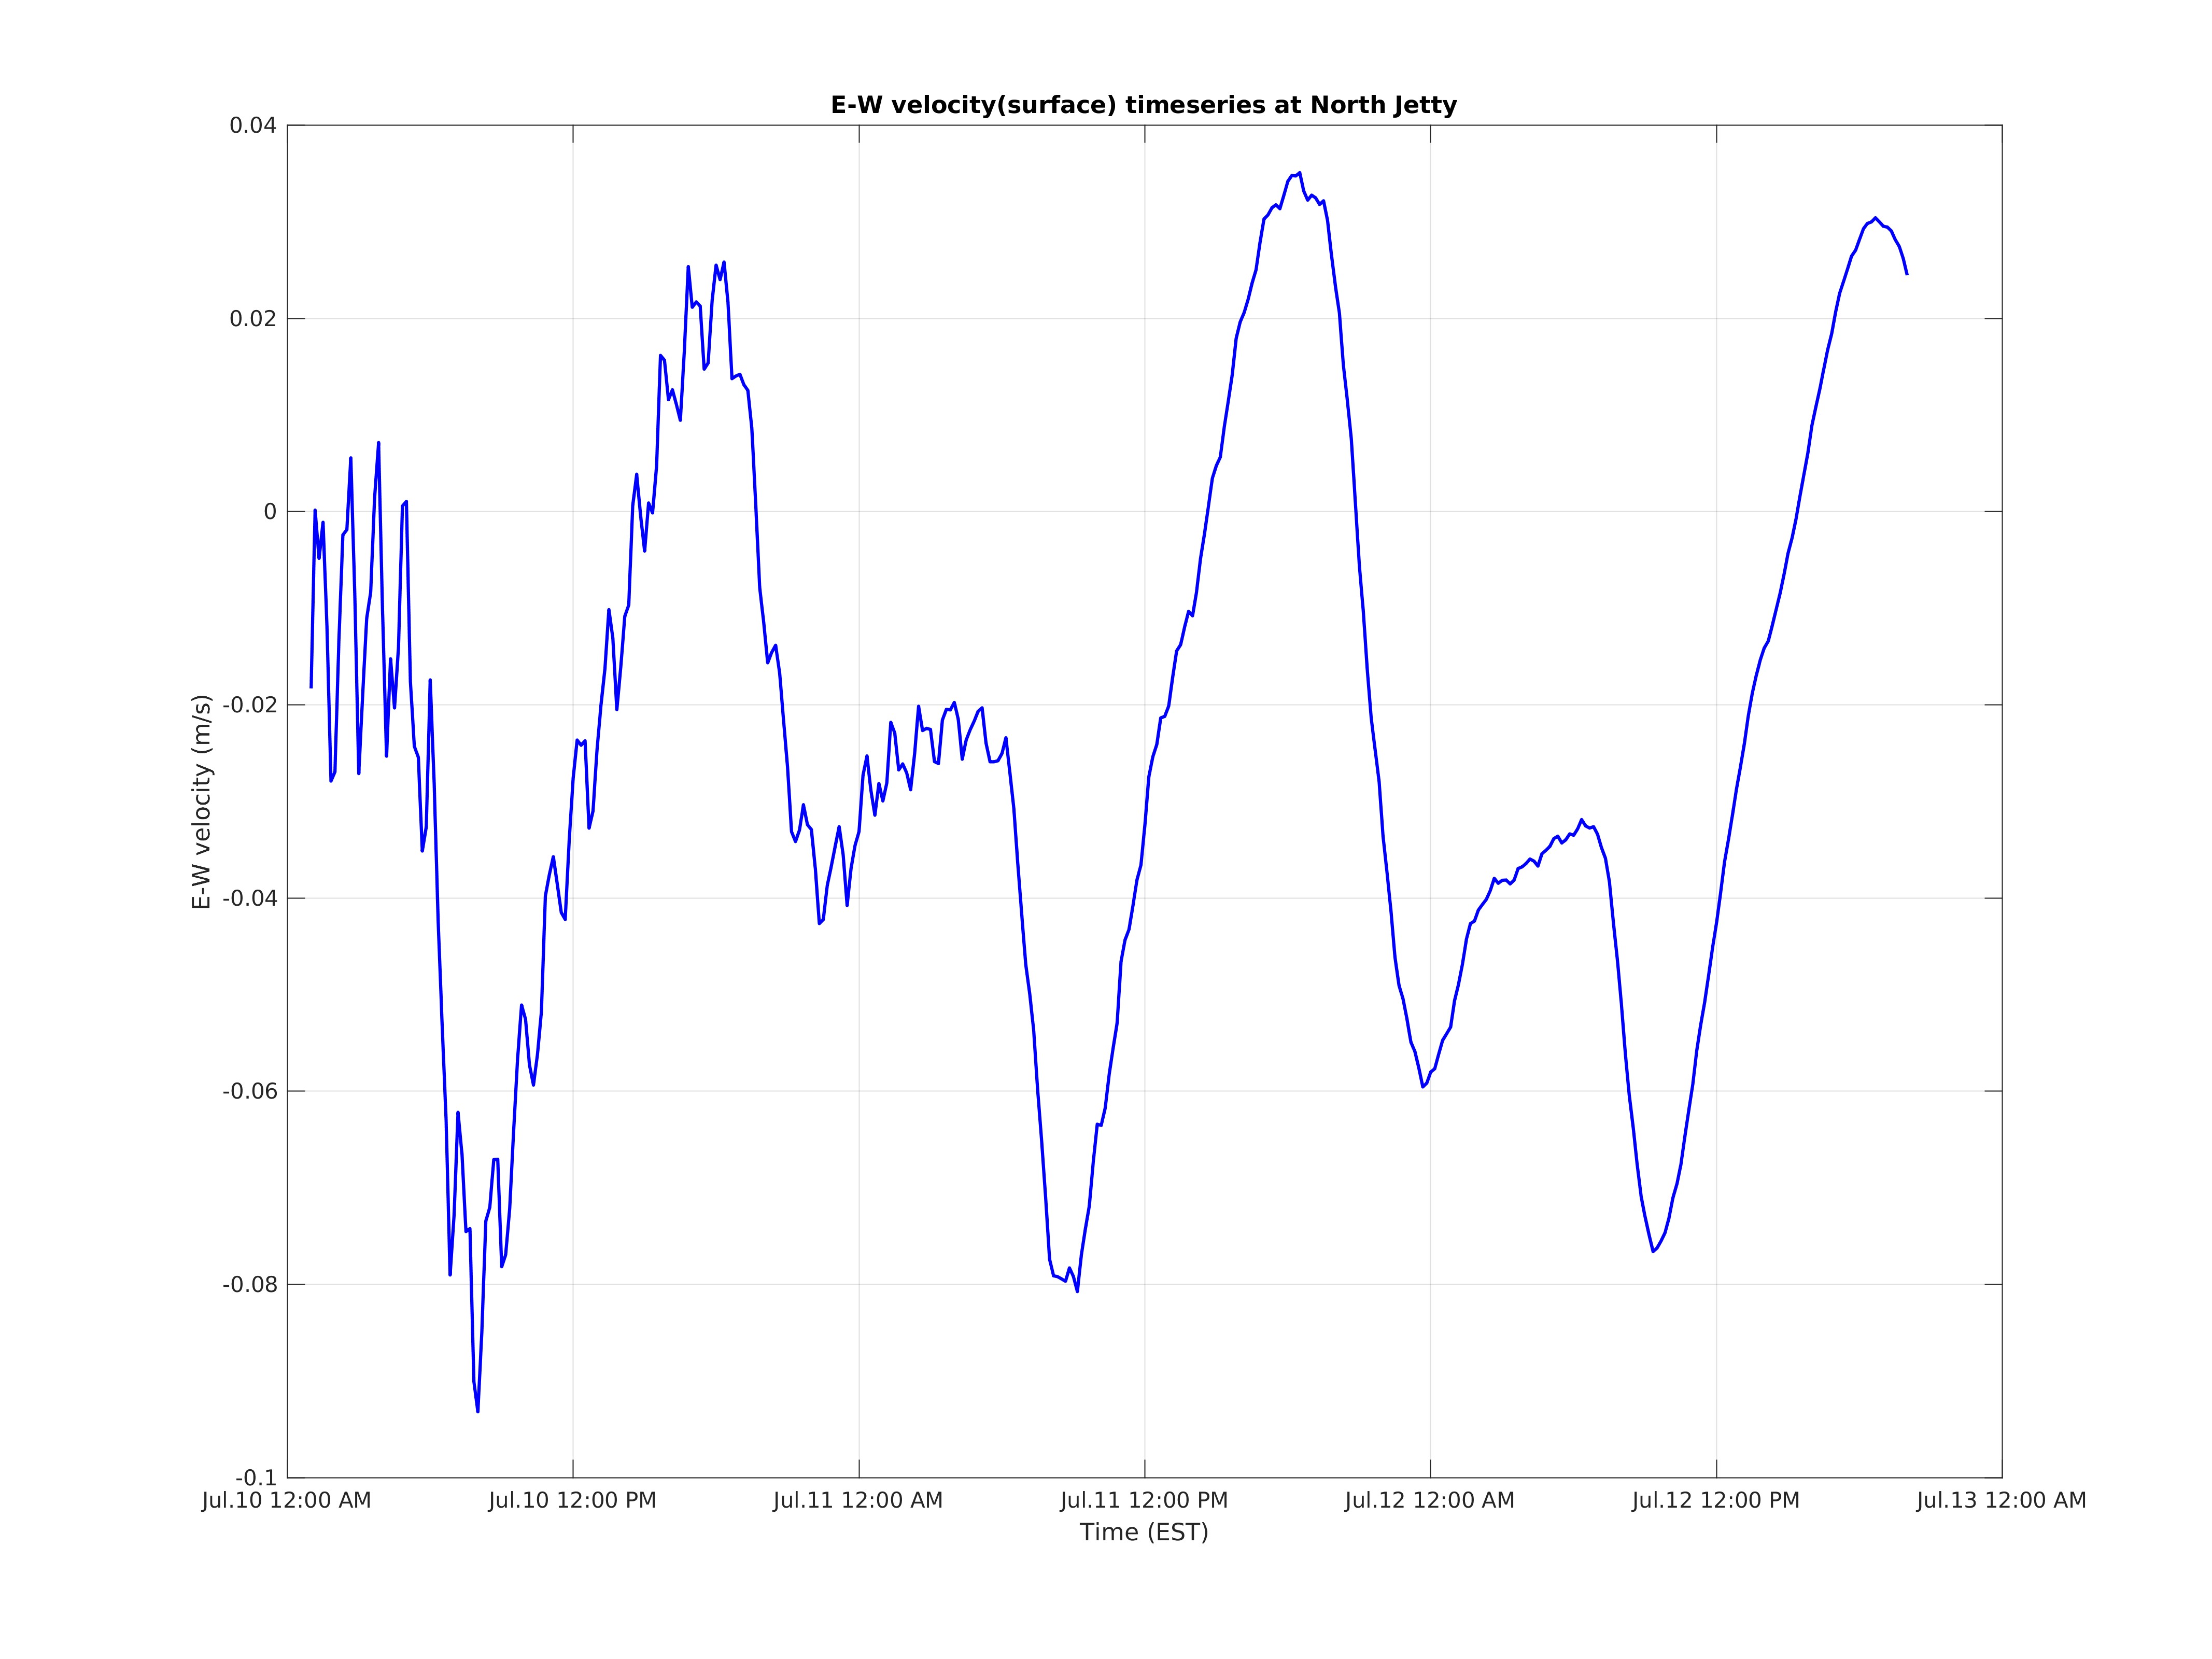 E-W velocity(surface) timeseries at North Jetty
0.04
0.02
0
-0.02
-0.04
-0.06
-0.08
-0.1
E-W velocity (m/s)
Jul.10 12:00 AM
Jul.10 12:00 PM
Jul.11 12:00 AM
Jul.11 12:00 PM
Jul.12 12:00 AM
Jul.12 12:00 PM
Jul.13 12:00 AM
Time (EST)